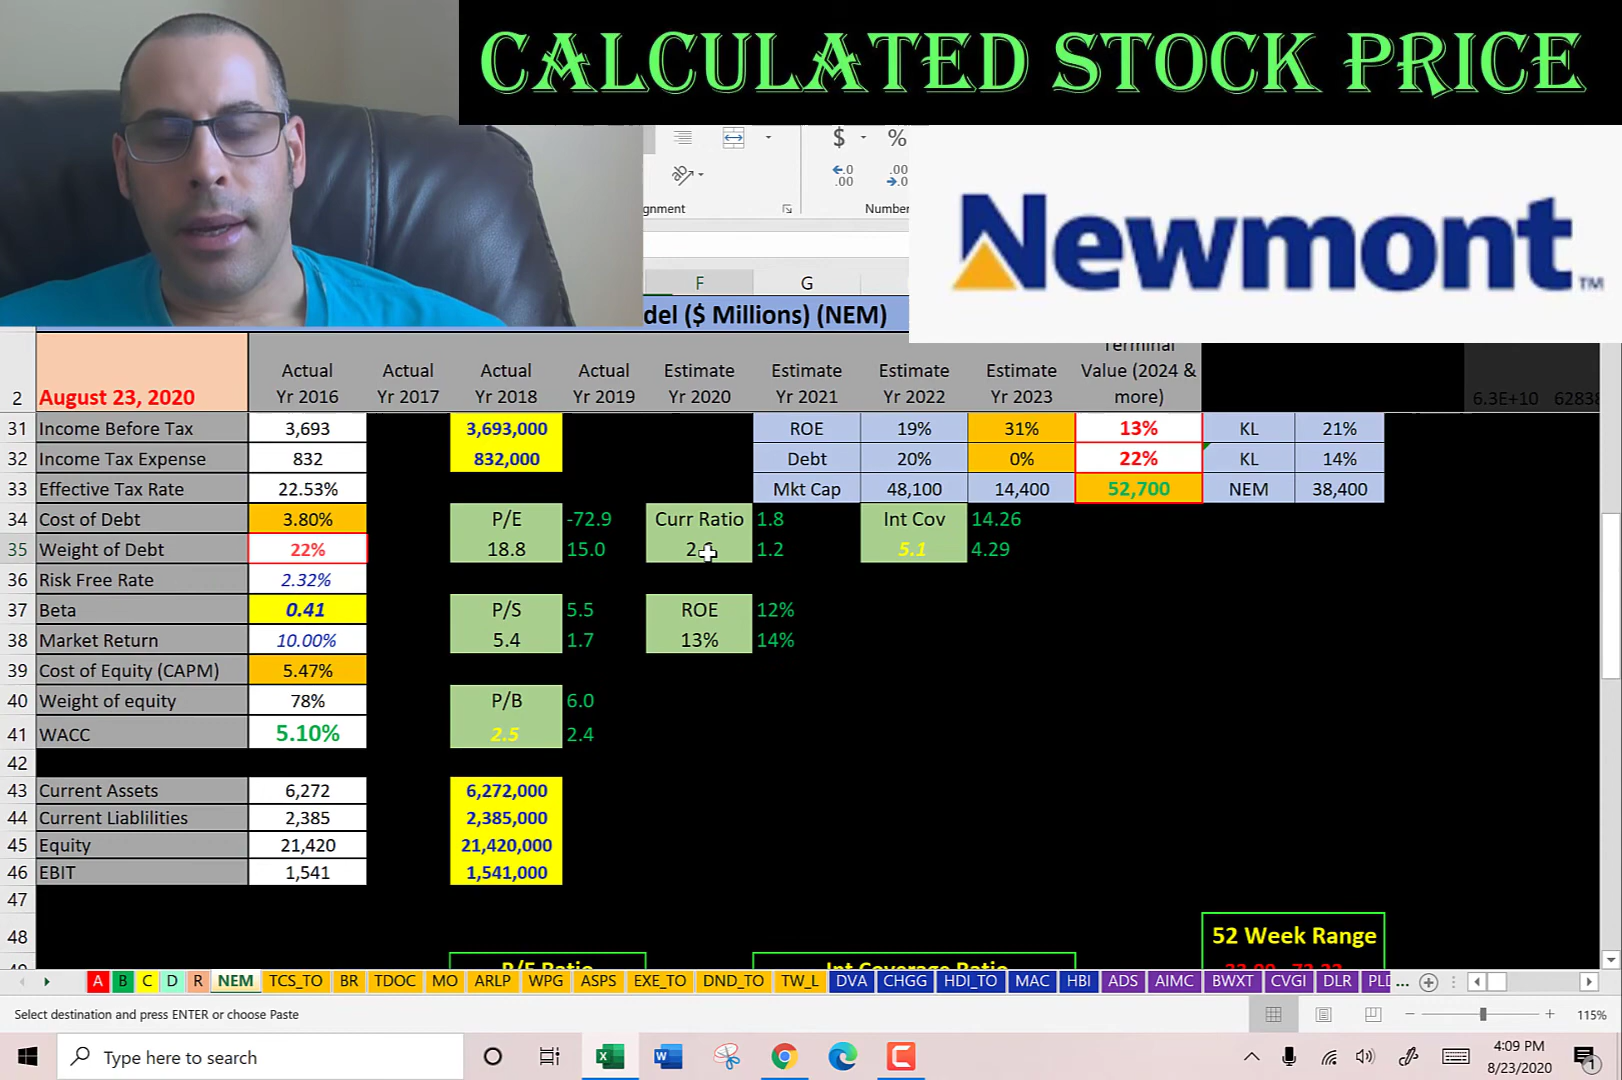 CALCULATED STOCK PRICE
$ %
.0 .00
.00 .0
gnment Number
Newmont TM
F G
del ($ Millions) (NEM)
2 August 23, 2020 Actual Yr 2016 Actual Yr 2017 Actual Yr 2018 Actual Yr 2019 Estimate Yr 2020 Estimate Yr 2021 Estimate Yr 2022 Estimate Yr 2023 Terminal Value (2024 & more) 6.3E+10
31 Income Before Tax 3,693 3,693,000 ROE 19% 31% 13% KL 21%
32 Income Tax Expense 832 832,000 Debt 20% 0% 22% KL 14%
33 Effective Tax Rate 22.53% Mkt Cap 48,100 14,400 52,700 NEM 38,400
34 Cost of Debt 3.80% P/E -72.9 Curr Ratio 1.8 Int Cov 14.26
35 Weight of Debt 22% 18.8 15.0 1.2 5.1 4.29
36 Risk Free Rate 2.32%
37 Beta 0.41 P/S 5.5 ROE 12%
38 Market Return 10.00% 5.4 1.7 13% 14%
39 Cost of Equity (CAPM) 5.47%
40 Weight of equity 78% P/B 6.0
41 WACC 5.10% 2.5 2.4
42
43 Current Assets 6,272 6,272,000
44 Current Liablilities 2,385 2,385,000
45 Equity 21,420 21,420,000
46 EBIT 1,541 1,541,000
47
48 52 Week Range
P/E Ratio Int Coverage Ratio
A B C D R NEM TCS_TO BR TDOC MO ARLP WPG ASPS EXE_TO DND_TO TW_L DVA CHGG HDI_TO MAC HBI ADS AIMC BWXT CVGI DLR ...
Select destination and press ENTER or choose Paste 115%
Type here to search 4:09 PM
8/23/2020